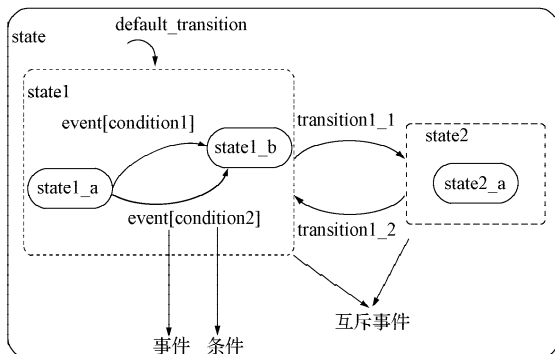 default_transition
state
state1
event[condition1]
state1_b
transition1_1
state2
state1_a
state2_a
event[condition2]
transition1_2
事件
条件
互斥事件